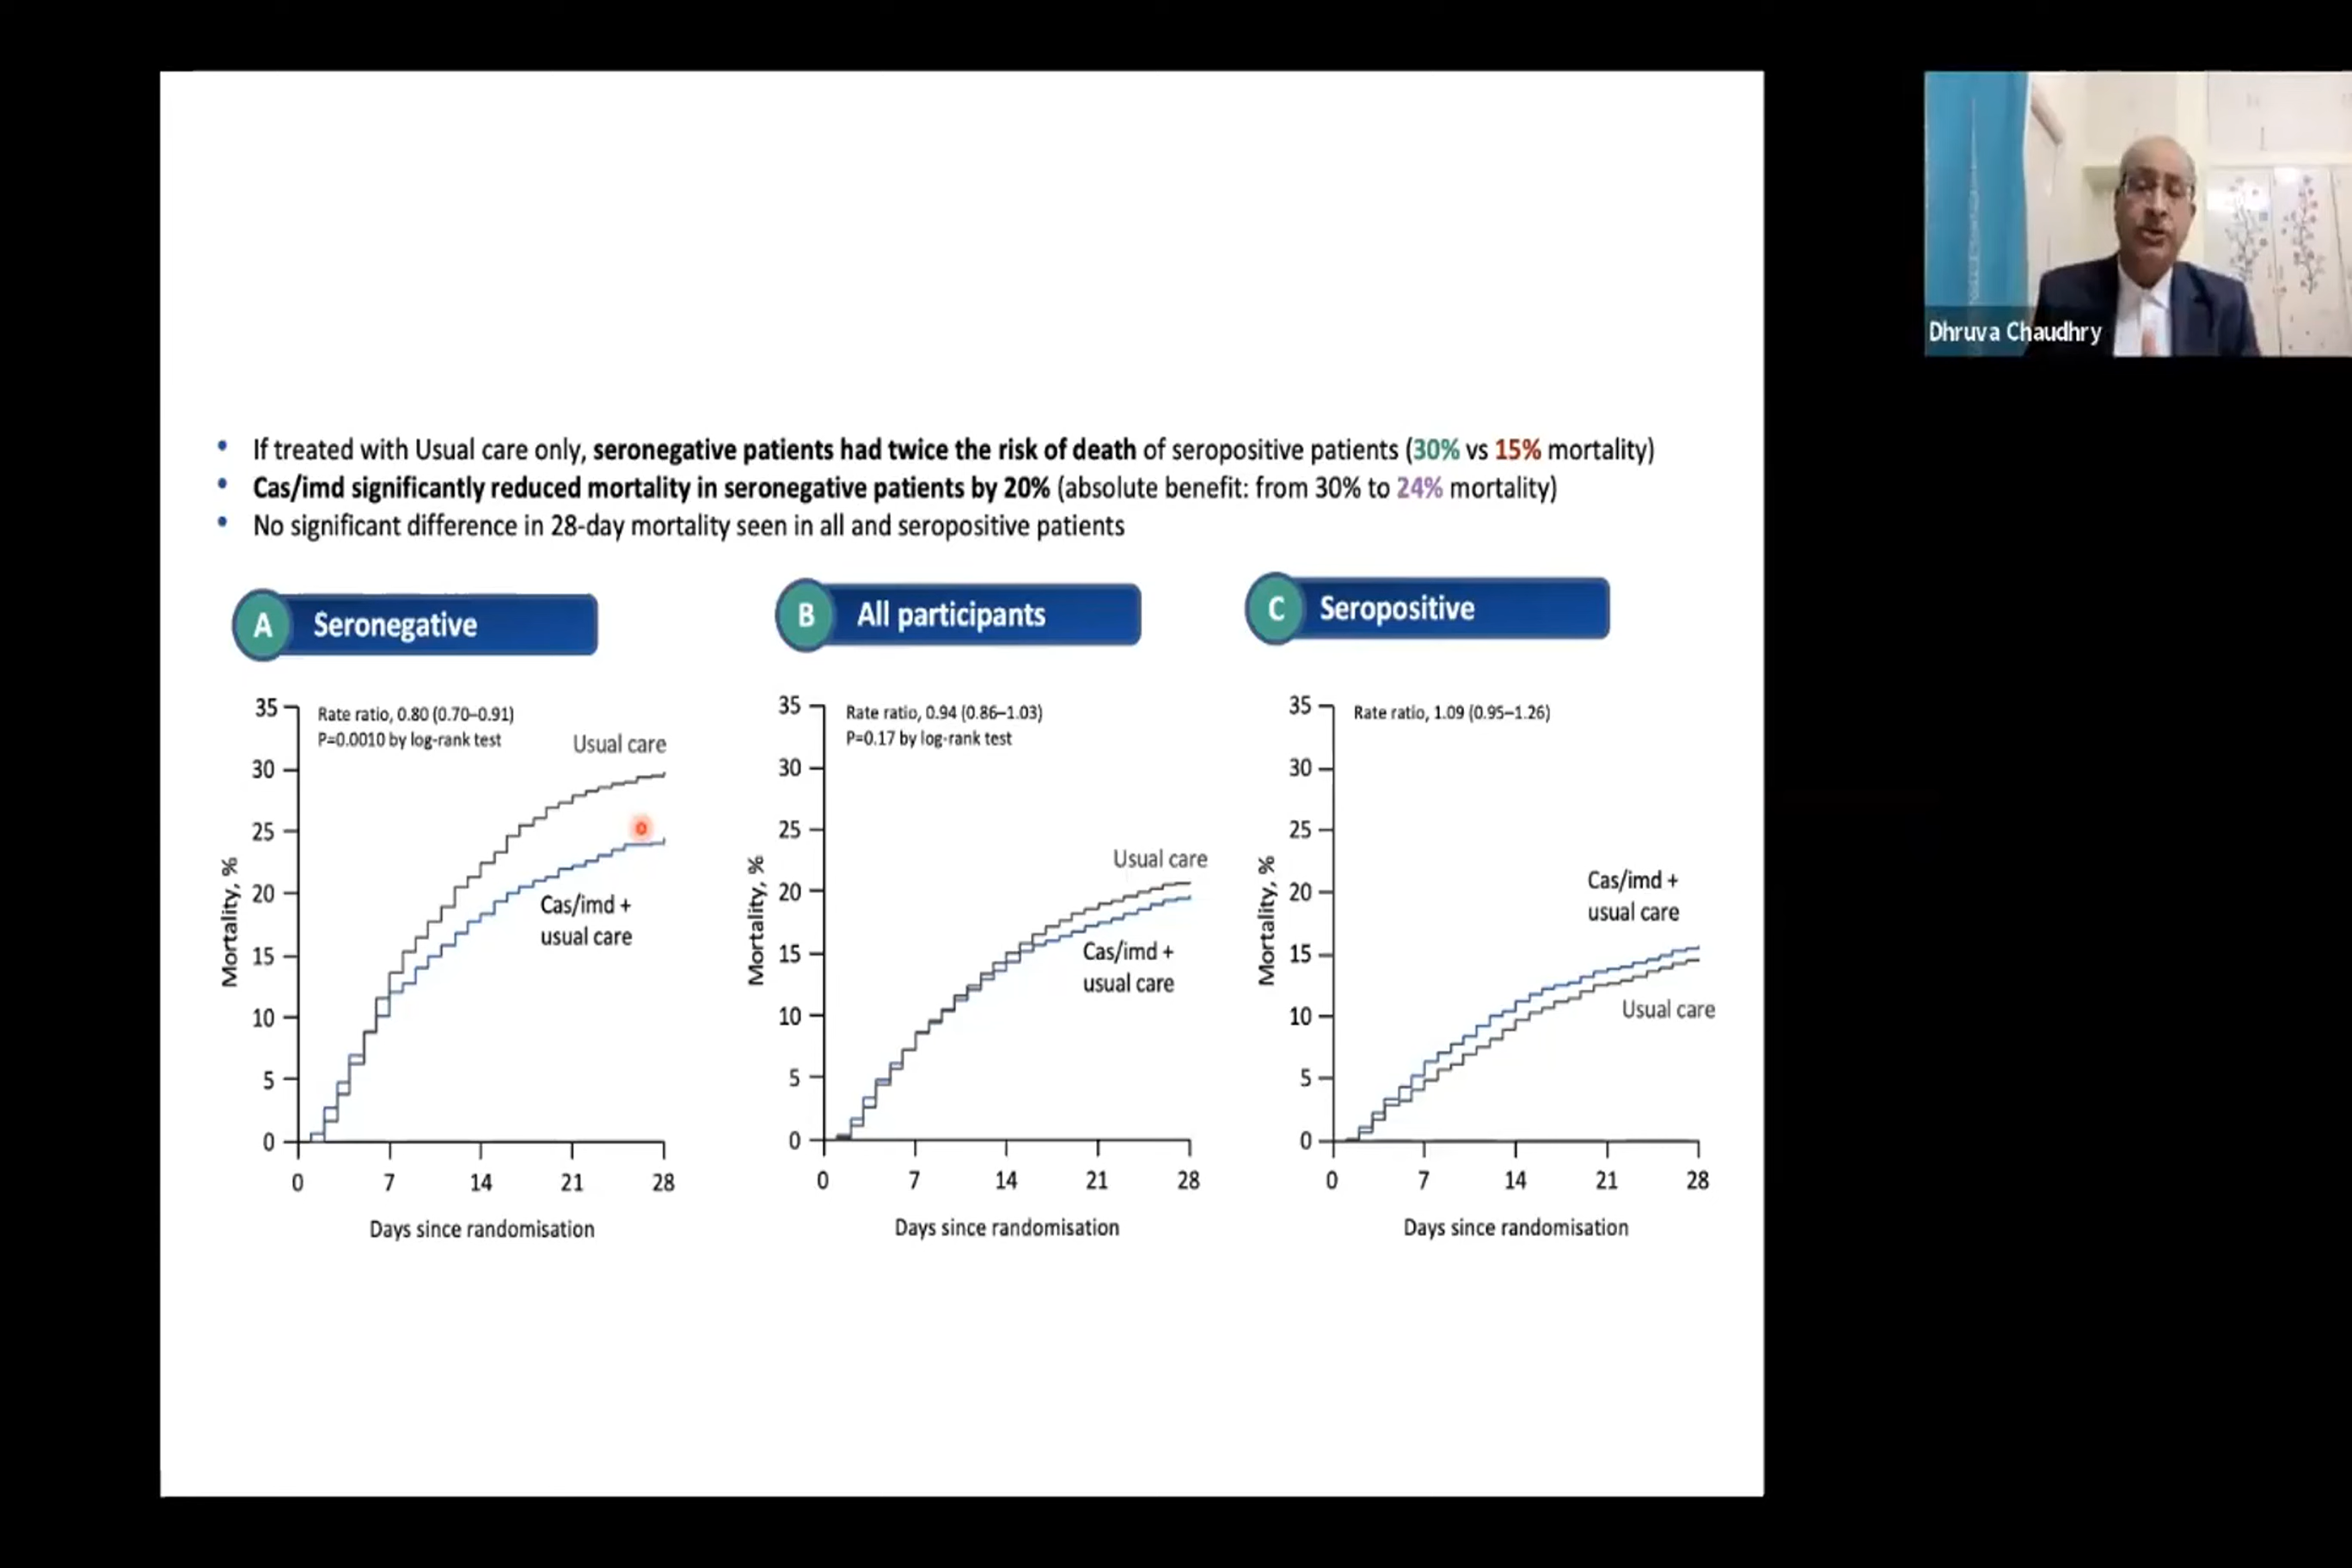 • If treated with Usual care only, seronegative patients had twice the risk of death of seropositive patients (30% vs 15% mortality)
• Cas/imd significantly reduced mortality in seronegative patients by 20% (absolute benefit: from 30% to 24% mortality)
• No significant difference in 28-day mortality seen in all and seropositive patients
A Seronegative
35
30
25
20
15
10
5
0
Mortality, %
Rate ratio, 0.80 (0.70–0.91)
P=0.0010 by log-rank test
Usual care
Cas/imd +
usual care
0 7 14 21 28
Days since randomisation
B All participants
35
30
25
20
15
10
5
0
Mortality, %
Rate ratio, 0.94 (0.86–1.03)
P=0.17 by log-rank test
Usual care
Cas/imd +
usual care
0 7 14 21 28
Days since randomisation
C Seropositive
35
30
25
20
15
10
5
0
Mortality, %
Rate ratio, 1.09 (0.95–1.26)
Cas/imd +
usual care
Usual care
0 7 14 21 28
Days since randomisation
Dhruva Chaudhry